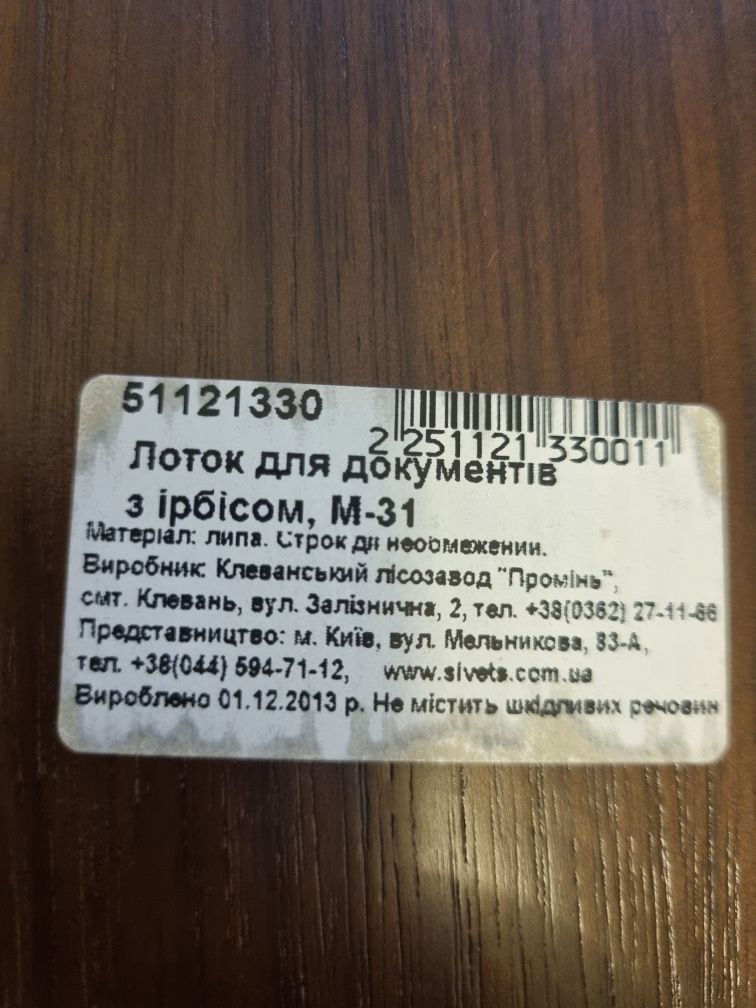 51121330
2 251121 330011
Лоток для документів
з ірбісом, М-31
Матеріал: липа. Строк дії необмежений.
Виробник: Клеванський лісозавод "Промінь",
смт. Клевань, вул. Залізнична, 2, тел. +38(0362) 27-11-66
Представництво: м. Київ, вул. Мельникова, 83-А,
тел. +38(044) 594-71-12, www.sivets.com.ua
Вироблено 01.12.2013 р. Не містить шкідливих речовин